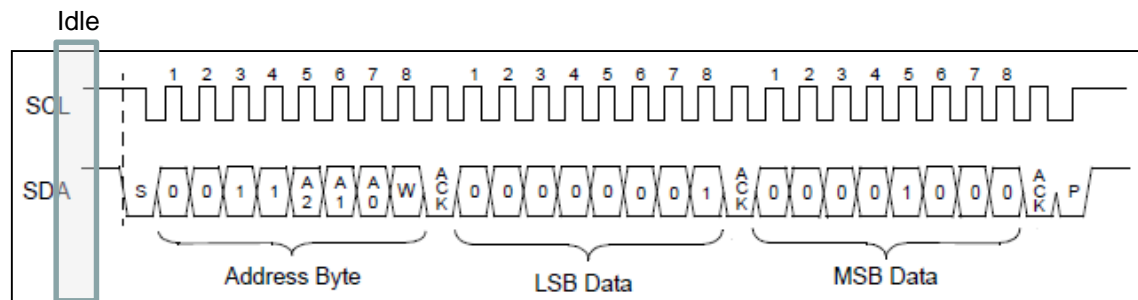 Idle
1 2 3 4 5 6 7 8 1 2 3 4 5 6 7 8 1 2 3 4 5 6 7 8
SCL
SDA S 0 0 1 1 A2 A1 A0 W ACK 0 0 0 0 0 0 0 1 ACK 0 0 0 0 1 0 0 0 ACK P
Address Byte LSB Data MSB Data